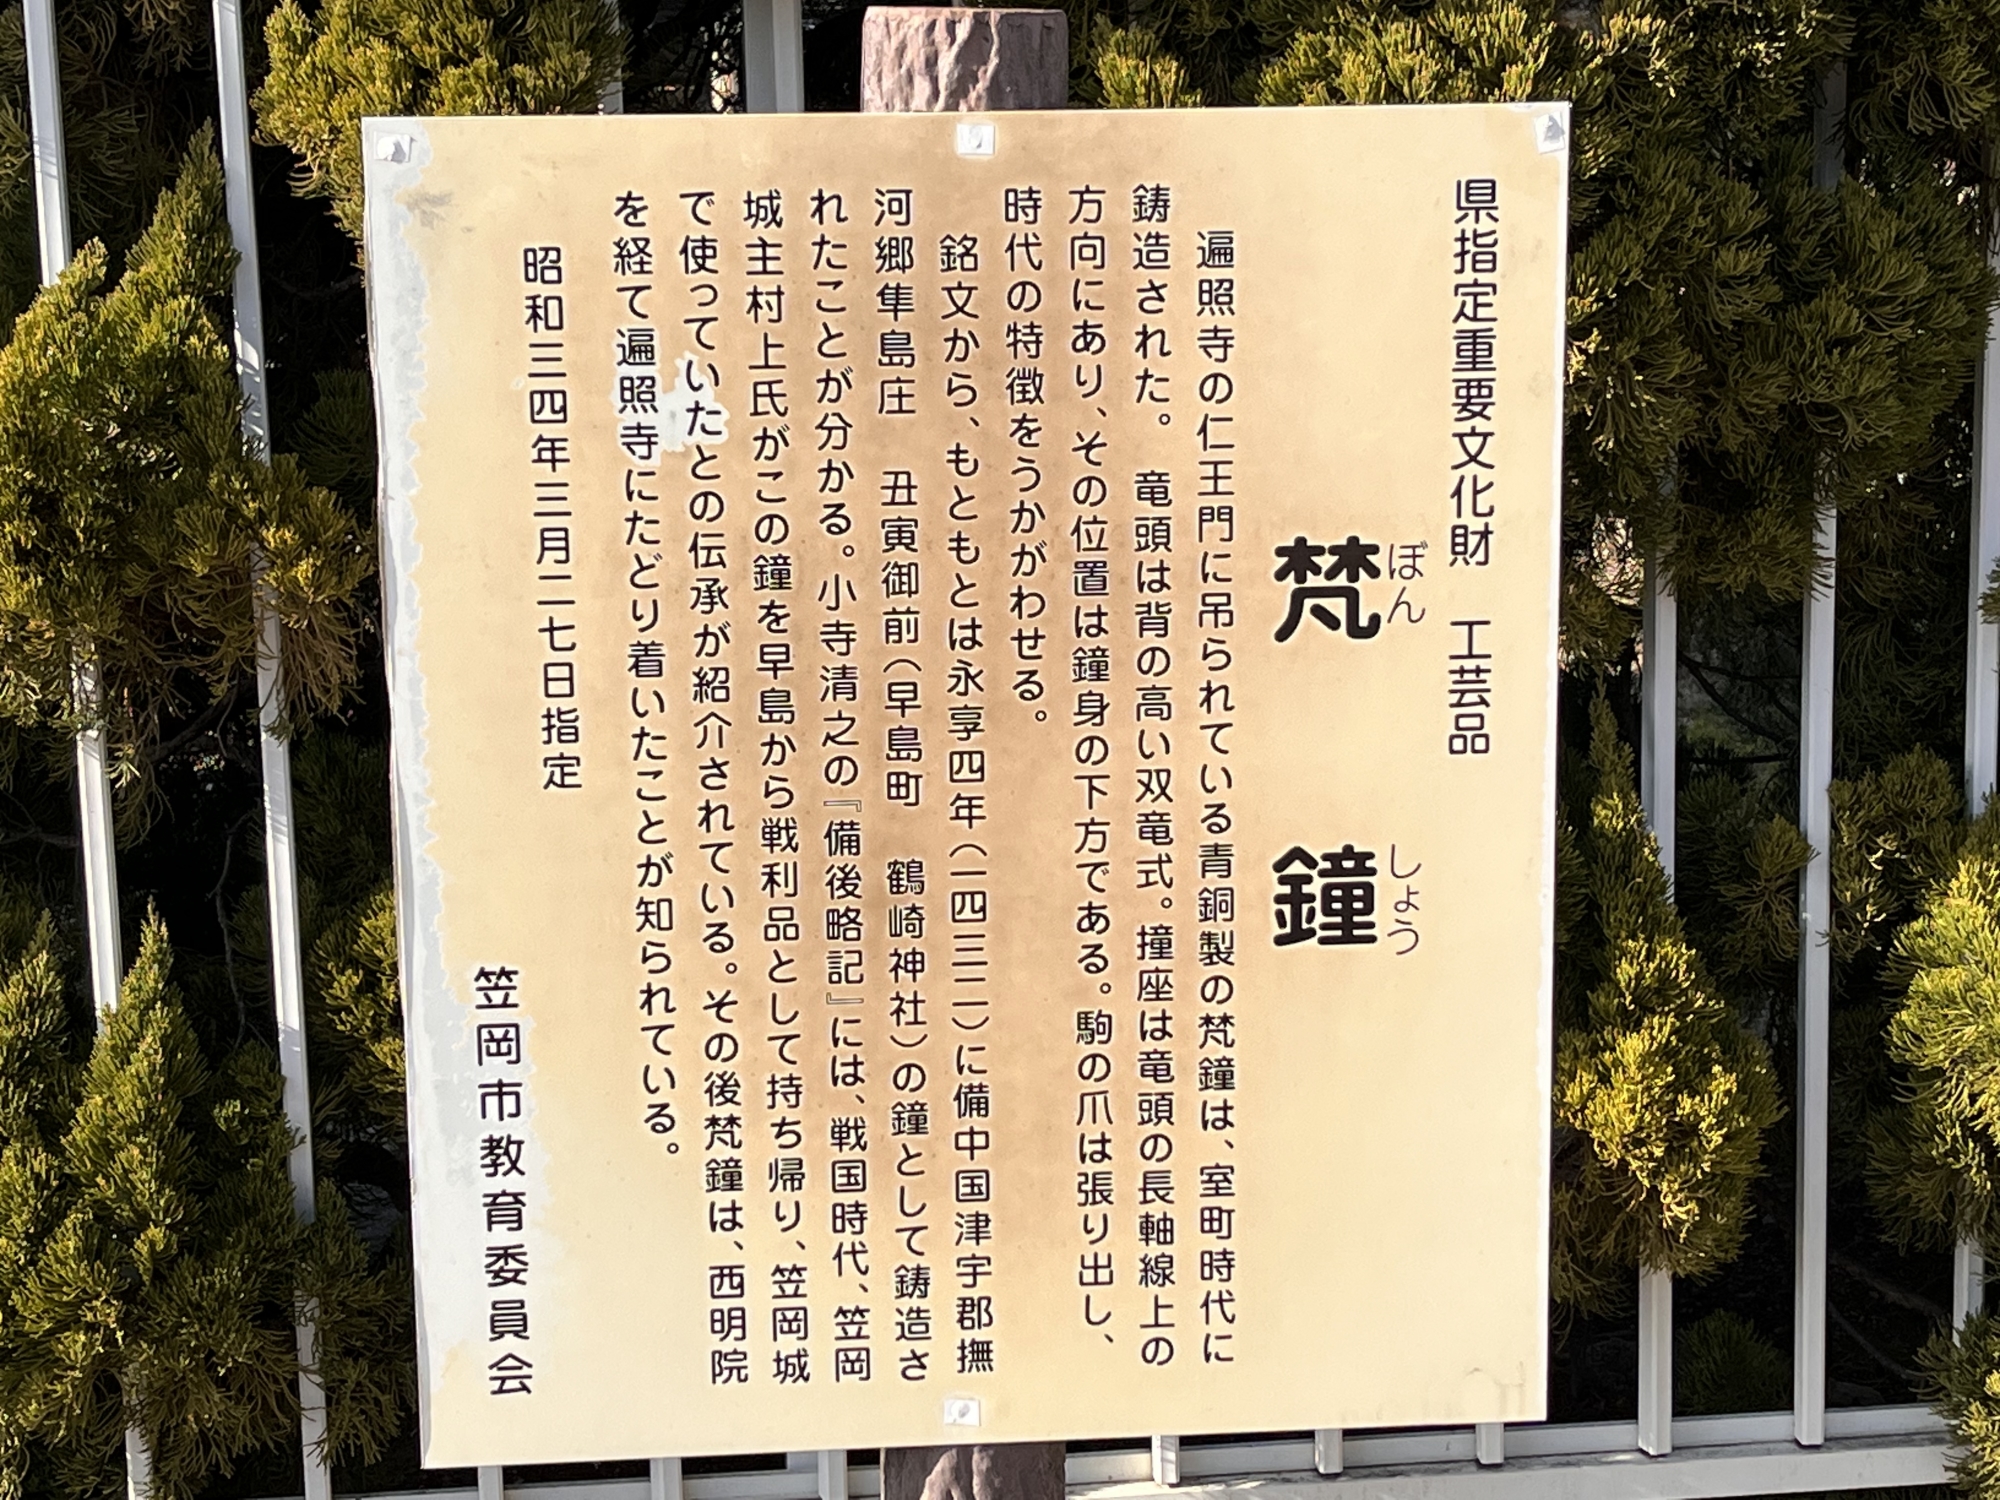 県指定重要文化財　工芸品
梵鐘
ぼんしょう
遍照寺の仁王門に吊られている青銅製の梵鐘は、室町時代に
鋳造された。竜頭は背の高い双竜式。撞座は竜頭の長軸線上の
方向にあり、その位置は鐘身の下方である。駒の爪は張り出し、
時代の特徴をうかがわせる。
銘文から、もともとは永享四年（一四三二）に備中国津宇郡撫
河郷隼島庄　丑寅御前（早島町　鶴崎神社）の鐘として鋳造さ
れたことが分かる。小寺清之の『備後略記』には、戦国時代、笠岡
城主村上氏がこの鐘を早島から戦利品として持ち帰り、笠岡城
で使っていたとの伝承が紹介されている。その後梵鐘は、西明院
を経て遍照寺にたどり着いたことが知られている。
昭和三四年三月二七日指定
笠岡市教育委員会